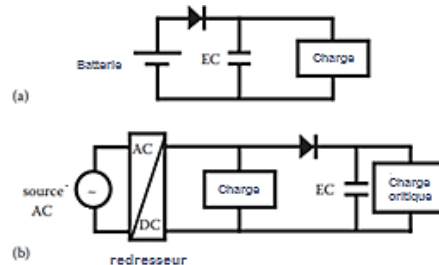 Batterie
EC
Charge
(a)
AC
source
AC
~
DC
Charge
EC
Charge
critique
(b)
redresseur